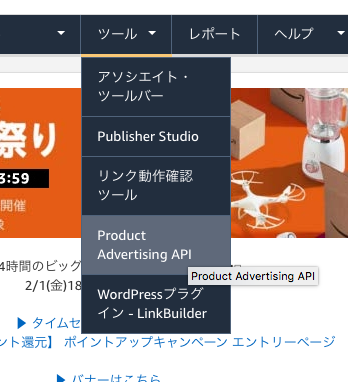 ツール
レポート
ヘルプ
アソシエイト・
ツールバー
祭り
Publisher Studio
3:59
リンク動作確認
ツール
開催
Product
Advertising API
4時間のビッグ
Product Advertising API
2/1(金)18
WordPressプラグ
イン - LinkBuilder
▶ タイムセ
ント還元】 ポイントアップキャンペーン エントリーページ
▶ バナーはこちら